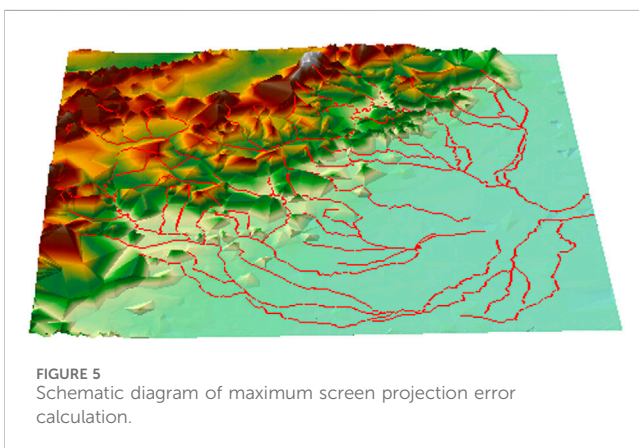 FIGURE 5
Schematic diagram of maximum screen projection error
calculation.